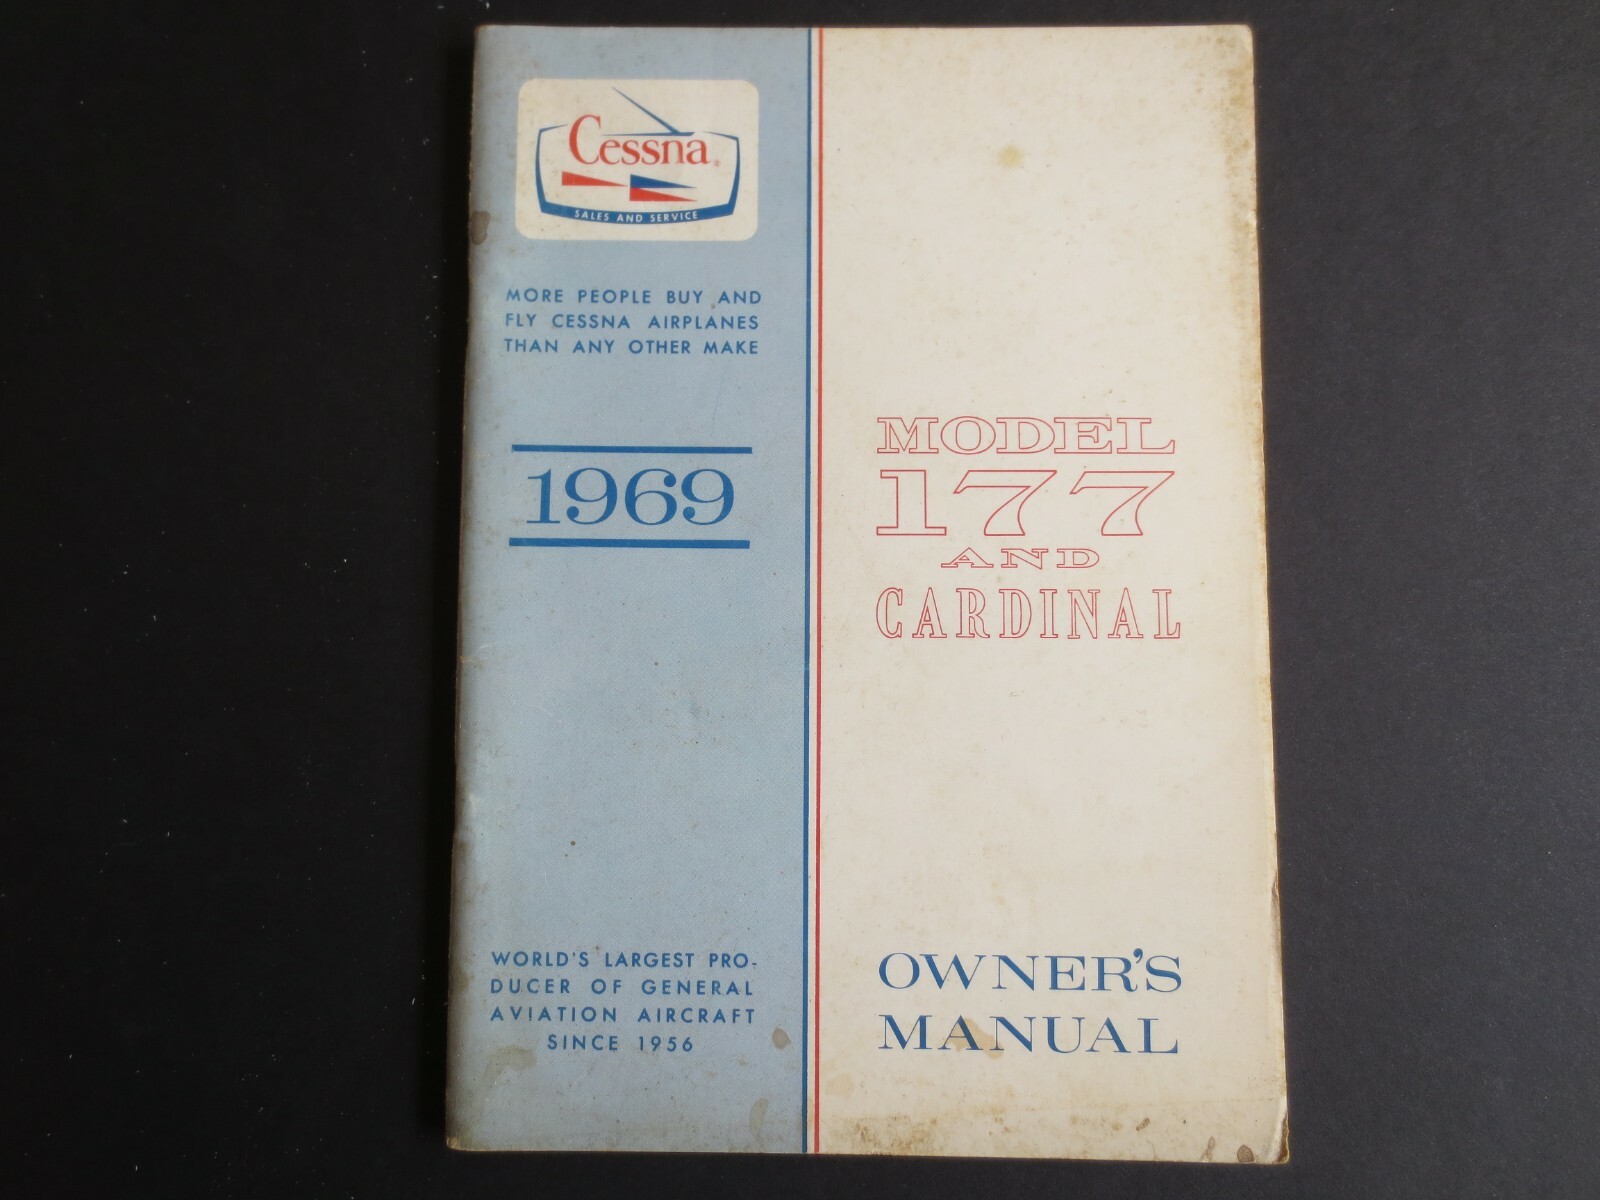 Cessna®
SALES AND SERVICE
MORE PEOPLE BUY AND
FLY CESSNA AIRPLANES
THAN ANY OTHER MAKE
1969
WORLD'S LARGEST PRO-
DUCER OF GENERAL
AVIATION AIRCRAFT
SINCE 1956
MODEL
177
AND
CARDINAL
OWNER'S
MANUAL